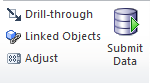 Drill-through
Linked Objects
Adjust
Submit
Data